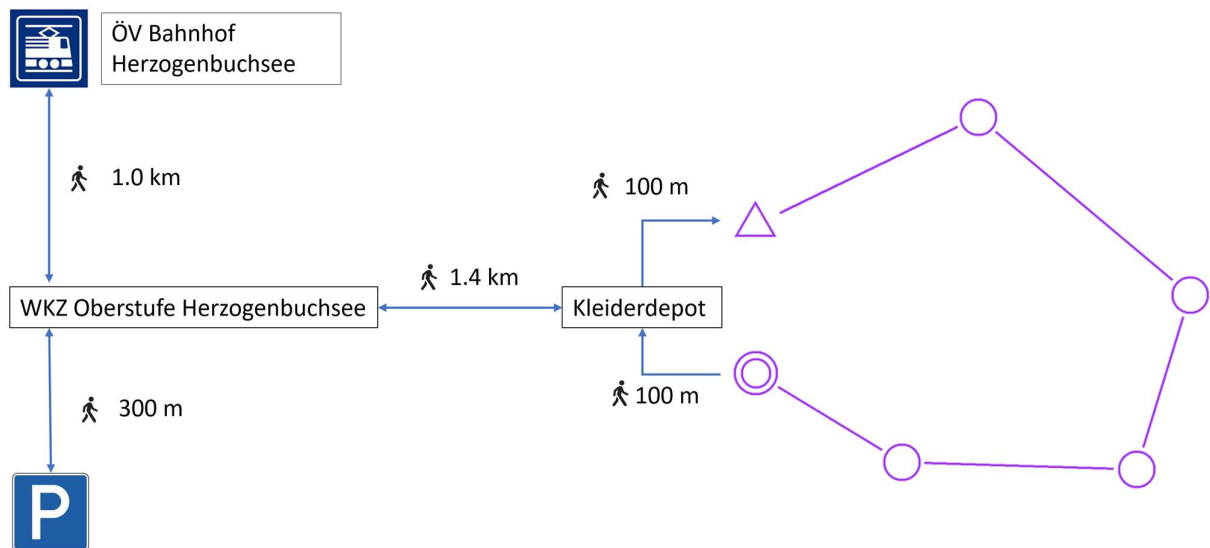 ÖV Bahnhof
Herzogenbuchsee
1.0 km
100 m
1.4 km
WKZ Oberstufe Herzogenbuchsee
Kleiderdepot
100 m
300 m
P